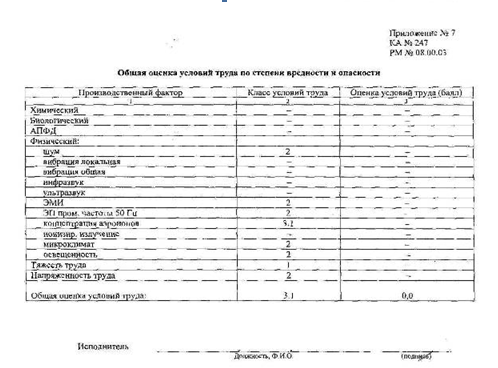 Приложение № 7
КА № 247
РМ № 08.00.03
Общая оценка условий труда по степени вредности и опасности
Производственный фактор Класс условий труда Оценка условий труда (балл)
1 2 3
Химический – –
Биологический – –
АПФД – –
Физический:
шум 2 –
вибрация локальная – –
вибрация общая – –
инфразвук – –
ультразвук – –
ЭМИ 2 –
ЭП пром. частоты 50 Гц 2 –
концентрация аэроионов 3.1 –
ионизир. излучение – –
микроклимат 2 –
освещенность 2 –
Тяжесть труда 1 –
Напряженность труда 2 –
Общая оценка условий труда: 3.1 0,0
Исполнитель
Должность, Ф.И.О. (подпись)